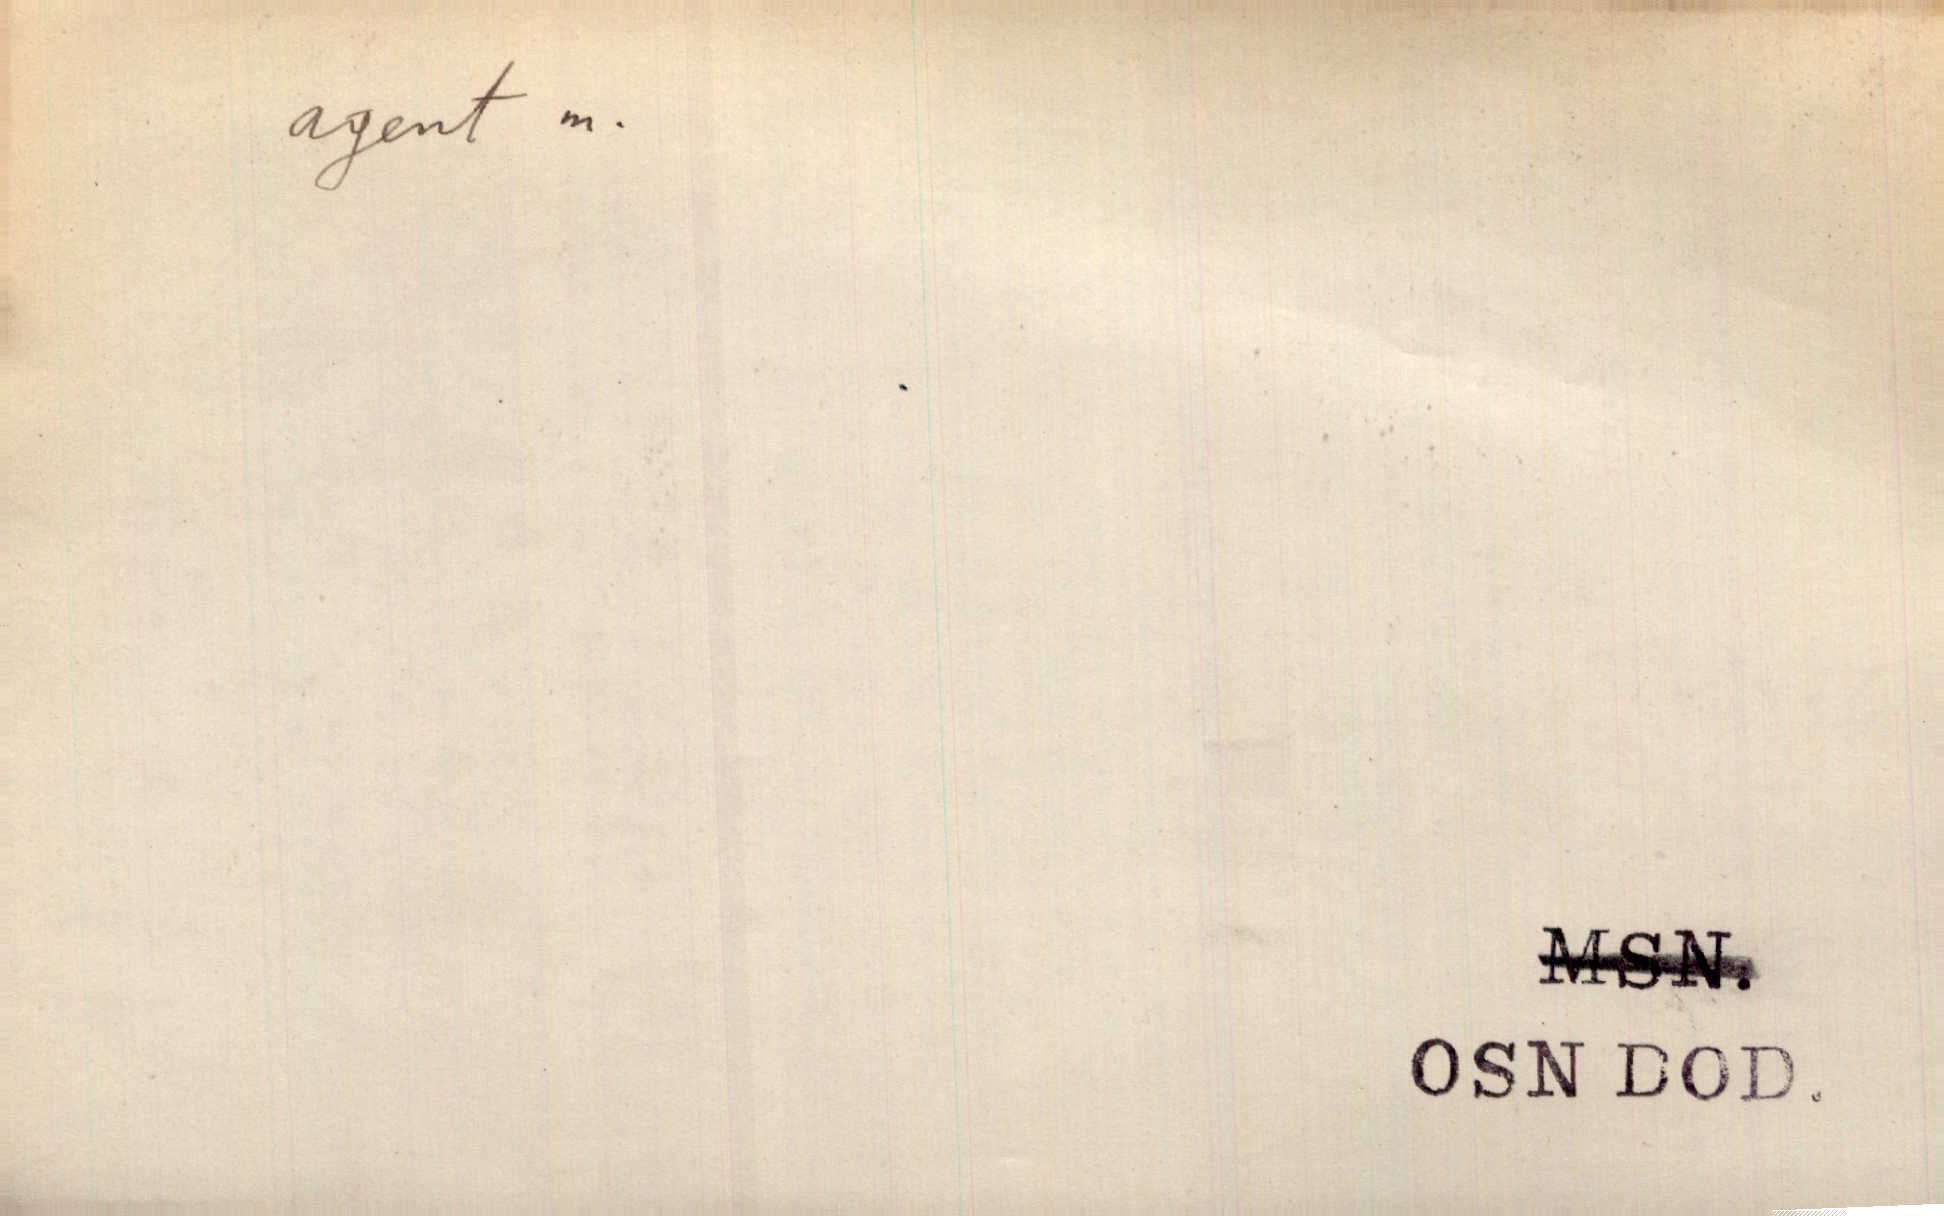 agent m.
MSN.
OSN DOD.